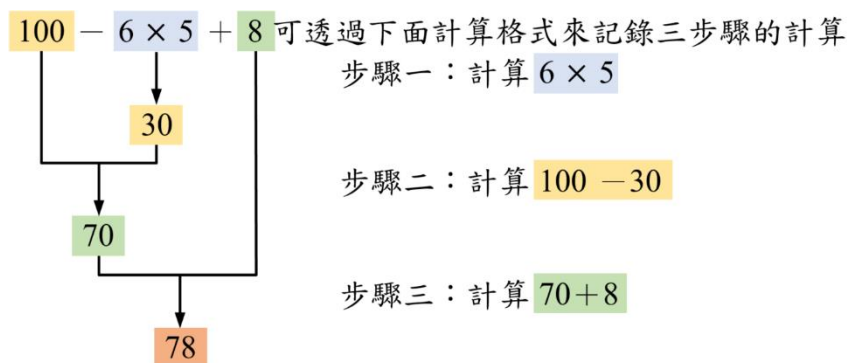 100 － 6 × 5 + 8 可透過下面計算格式來記錄三步驟的計算
步驟一：計算 6 × 5
30
步驟二：計算 100 －30
70
步驟三：計算 70+8
78